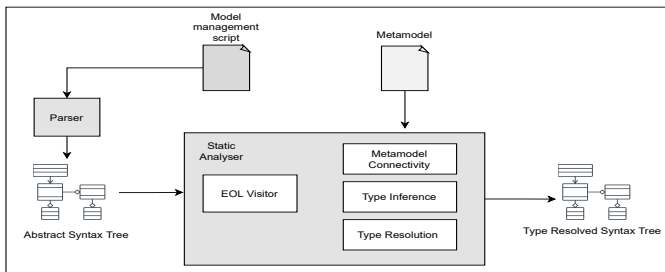 Model
management
script
Metamodel
Parser
Static
Analyser
EOL Visitor
Metamodel
Connectivity
Type Inference
Type Resolution
Abstract Syntax Tree
Type Resolved Syntax Tree